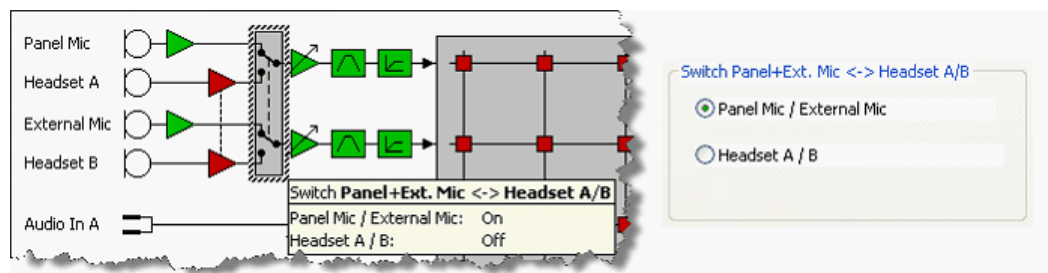 Panel Mic
Headset A
External Mic
Headset B
Switch Panel+Ext. Mic <-> Headset A/B
Panel Mic / External Mic: On
Headset A / B: Off
Audio In A
Switch Panel+Ext. Mic <-> Headset A/B
Panel Mic / External Mic
Headset A / B